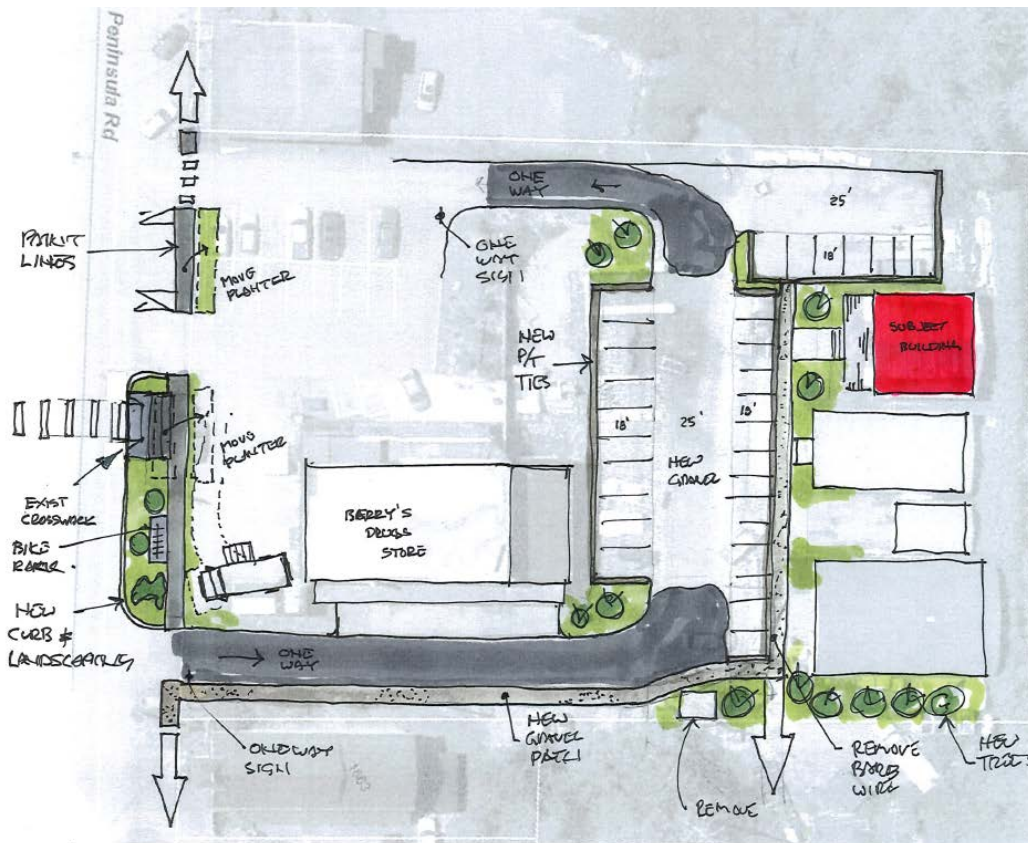 Peninsula Rd
ONE
WAY
25'
18'
PAINT
LINES
MOVE
PLANTER
ONE
WAY
SIGN
SUBJECT
BUILDING
NEW
P/T
TIES
18'
25'
18'
NEW
GRAVEL
MOVE
PLANTER
EXIST
CROSSWALK
BIKE
RACK
BERRY'S
DRUGS
STORE
NEW
CURB &
LANDSCAPING
ONE
WAY
ONE WAY
SIGN
NEW
GRAVEL
PATH
REMOVE
REMOVE
BARB
WIRE
NEW
TREES